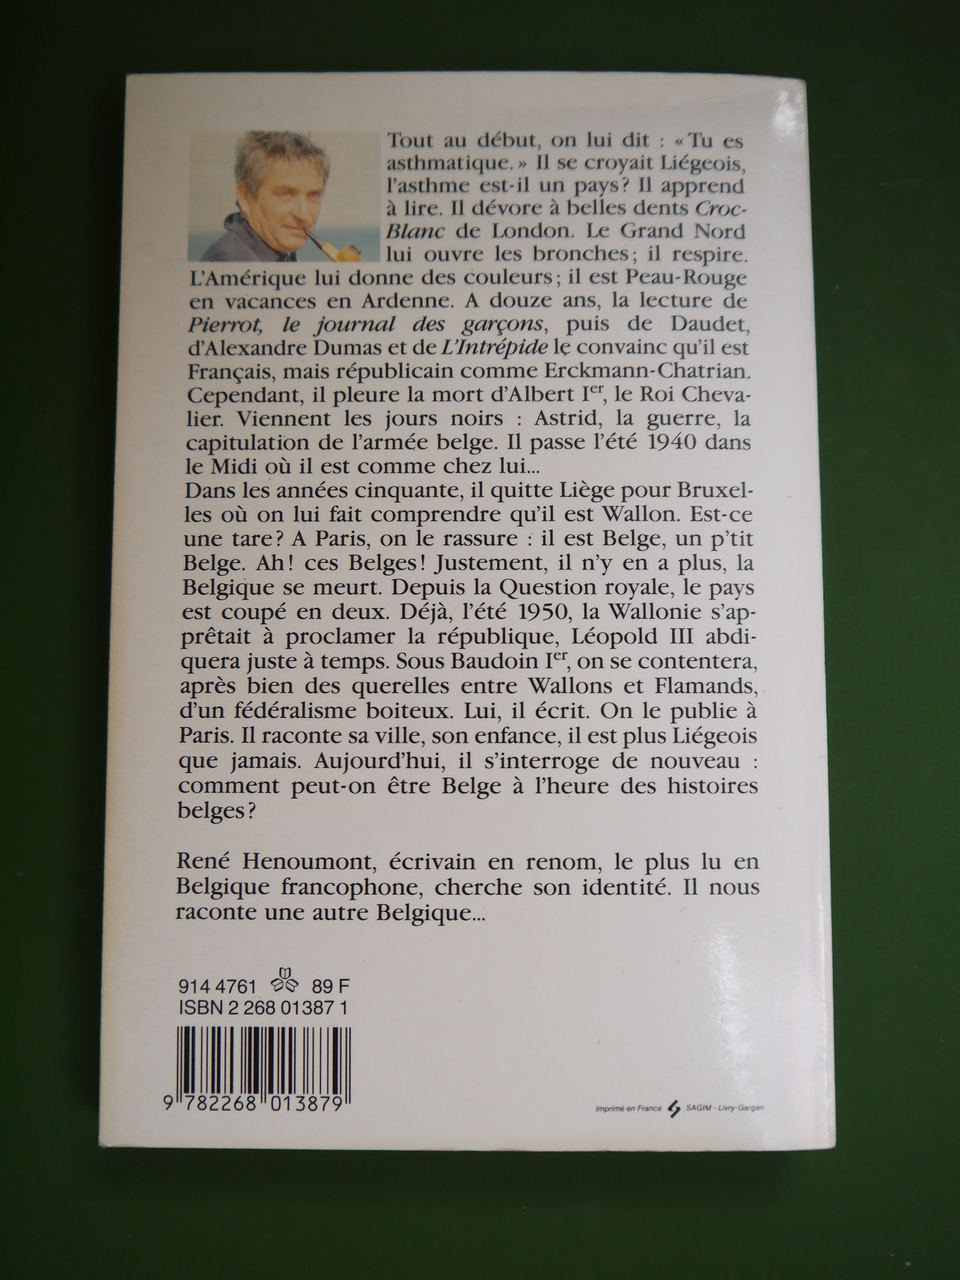 Tout au début, on lui dit : « Tu es
asthmatique. » Il se croyait Liégeois,
l'asthme est-il un pays ? Il apprend
à lire. Il dévore à belles dents Croc-
Blanc de London. Le Grand Nord
lui ouvre les bronches ; il respire.
L'Amérique lui donne des couleurs ; il est Peau-Rouge
en vacances en Ardenne. A douze ans, la lecture de
Pierrot, le journal des garçons, puis de Daudet,
d'Alexandre Dumas et de L'Intrépide le convainc qu'il est
Français, mais républicain comme Erckmann-Chatrian.
Cependant, il pleure la mort d'Albert Ier, le Roi Cheva-
lier. Viennent les jours noirs : Astrid, la guerre, la
capitulation de l'armée belge. Il passe l'été 1940 dans
le Midi où il est comme chez lui...
Dans les années cinquante, il quitte Liège pour Bruxel-
les où on lui fait comprendre qu'il est Wallon. Est-ce
une tare ? A Paris, on le rassure : il est Belge, un p'tit
Belge. Ah ! ces Belges ! Justement, il n'y en a plus, la
Belgique se meurt. Depuis la Question royale, le pays
est coupé en deux. Déjà, l'été 1950, la Wallonie s'ap-
prêtait à proclamer la république, Léopold III abdi-
quera juste à temps. Sous Baudoin Ier, on se contentera,
après bien des querelles entre Wallons et Flamands,
d'un fédéralisme boiteux. Lui, il écrit. On le publie à
Paris. Il raconte sa ville, son enfance, il est plus Liégeois
que jamais. Aujourd'hui, il s'interroge de nouveau :
comment peut-on être Belge à l'heure des histoires
belges ?
René Henoumont, écrivain en renom, le plus lu en
Belgique francophone, cherche son identité. Il nous
raconte une autre Belgique...
914 4761 89 F
ISBN 2 268 01387 1
9 782268 013879
Imprimé en France SAGIM - Livry-Gargan